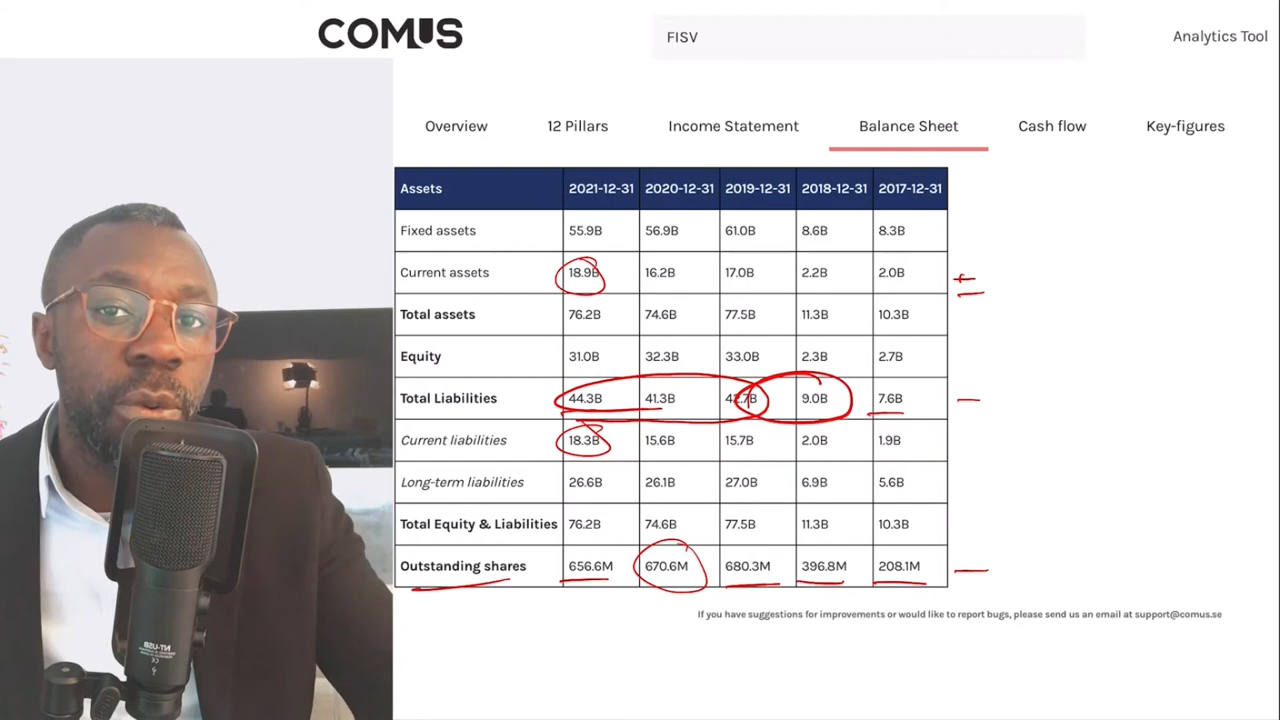 COMUS
FISV
Analytics Tool
Overview 12 Pillars Income Statement Balance Sheet Cash flow Key-figures
Assets 2021-12-31 2020-12-31 2019-12-31 2018-12-31 2017-12-31
Fixed assets 55.9B 56.9B 61.0B 8.6B 8.3B
Current assets 18.9B 16.2B 17.0B 2.2B 2.0B
Total assets 76.2B 74.6B 77.5B 11.3B 10.3B
Equity 31.0B 32.3B 33.0B 2.3B 2.7B
Total Liabilities 44.3B 41.3B 42.7B 9.0B 7.6B
Current liabilities 18.3B 15.6B 15.7B 2.0B 1.9B
Long-term liabilities 26.6B 26.1B 27.0B 6.9B 5.6B
Total Equity & Liabilities 76.2B 74.6B 77.5B 11.3B 10.3B
Outstanding shares 656.6M 670.6M 680.3M 396.8M 208.1M
If you have suggestions for improvements or would like to report bugs, please send us an email at support@comus.se
NT-USB